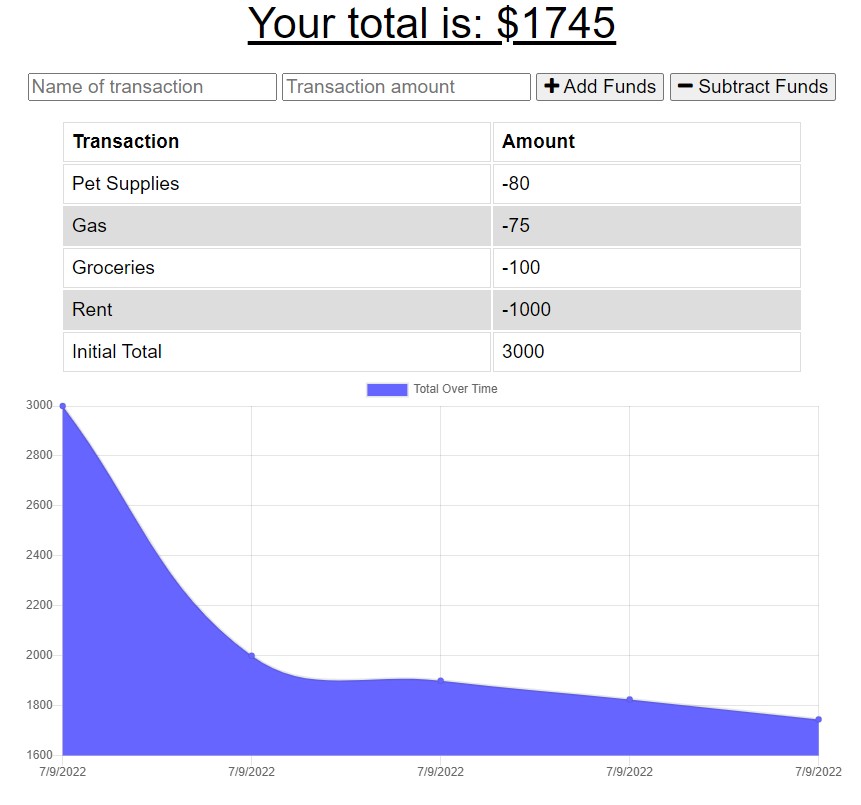 Your total is: $1745
Name of transaction Transaction amount + Add Funds − Subtract Funds
Transaction Amount
Pet Supplies -80
Gas -75
Groceries -100
Rent -1000
Initial Total 3000
Total Over Time
3000
2800
2600
2400
2200
2000
1800
1600
7/9/2022 7/9/2022 7/9/2022 7/9/2022 7/9/2022